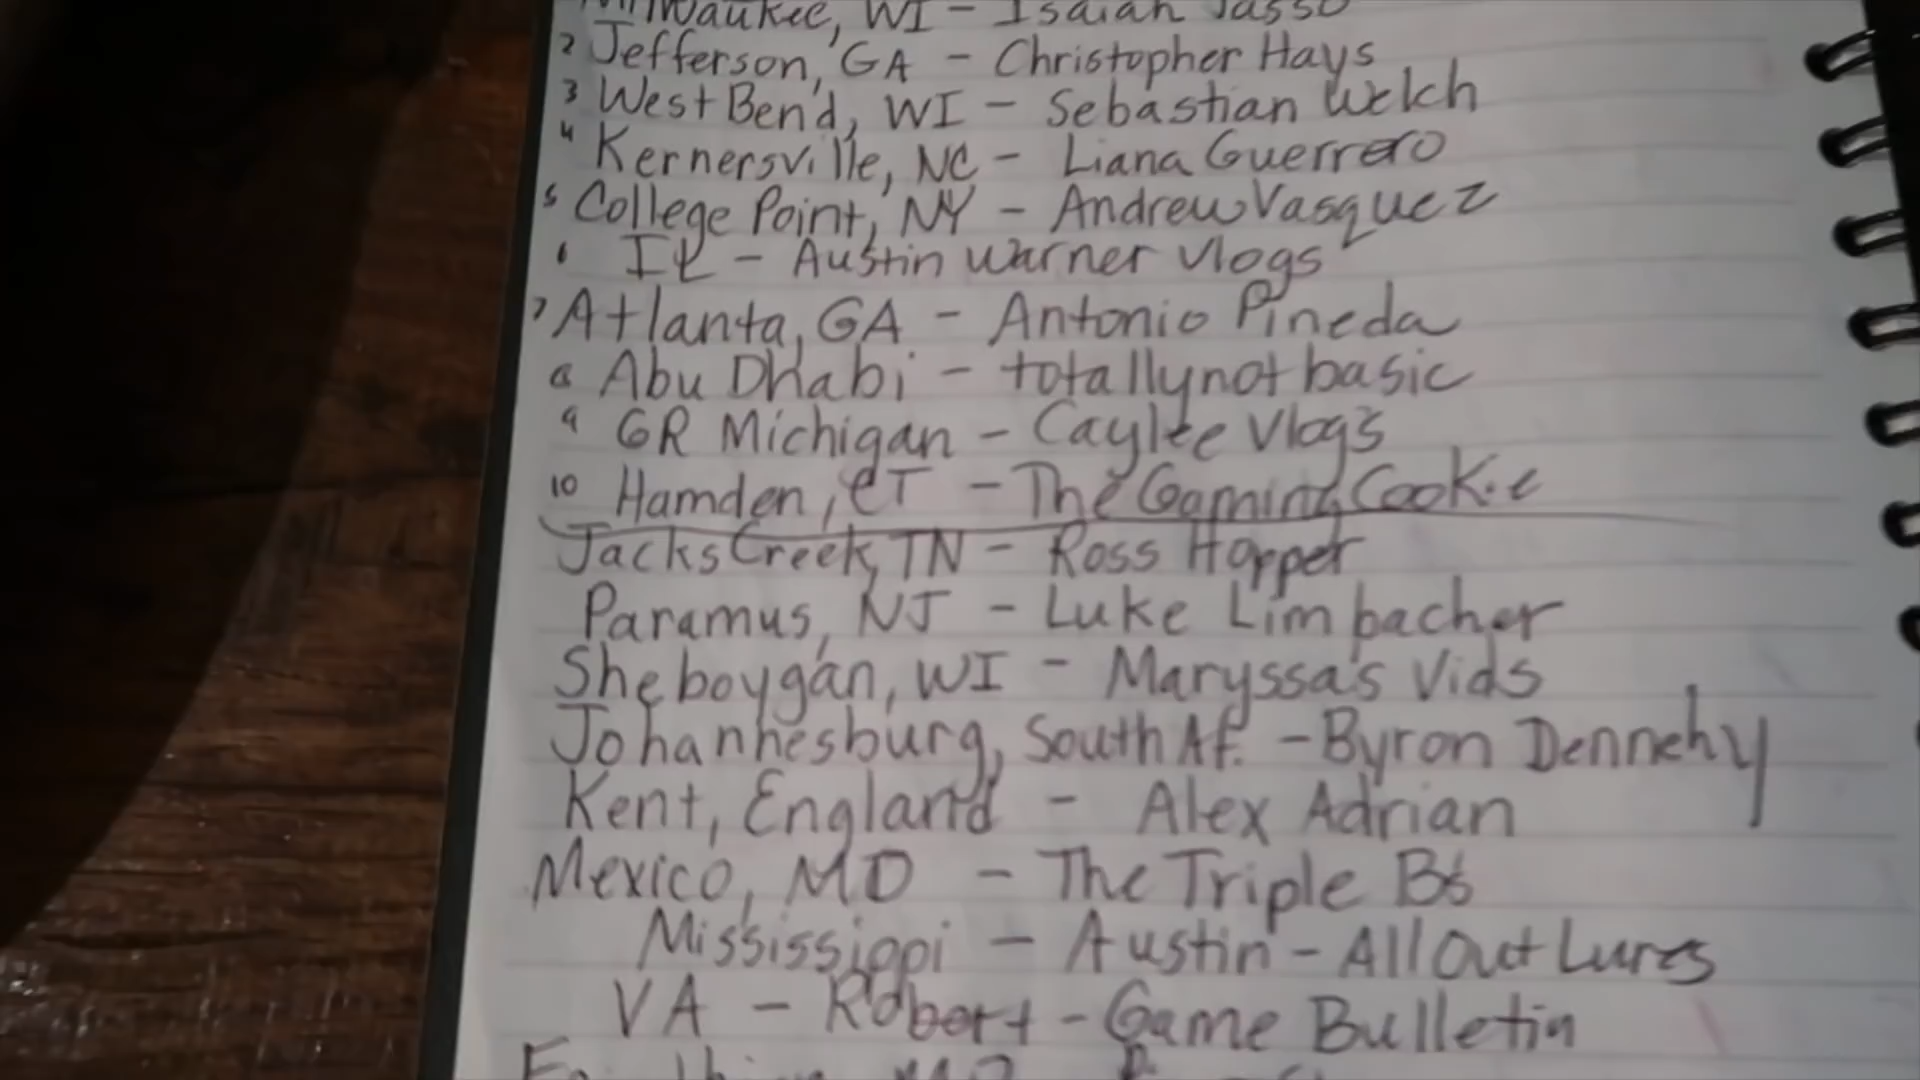 Milwaukee, WI - Isaiah Jasso
2 Jefferson, GA - Christopher Hays
3 West Bend, WI - Sebastian Welch
4 Kernersville, NC - Liana Guerrero
5 College Point, NY - Andrew Vasquez
6 IL - Austin Warner Vlogs
7 Atlanta, GA - Antonio Pineda
8 Abu Dhabi - totallynotbasic
9 GR Michigan - Caylee Vlogs
10 Hamden, CT - The Gaming Cookie
Jacks Creek, TN - Ross Hopper
Paramus, NJ - Luke Limbacher
Sheboygan, WI - Maryssa's Vids
Johannesburg, South Af. - Byron Dennehy
Kent, England - Alex Adrian
Mexico, MO - The Triple B's
Mississippi - Austin - All Out Lures
VA - Robert - Game Bulletin